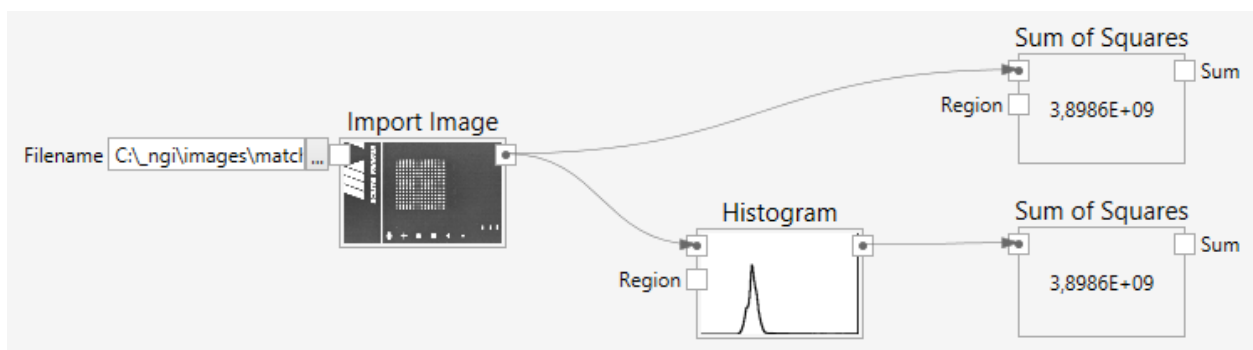 Sum of Squares
Sum
Region
3,8986E+09
Import Image
Filename C:\_ngi\images\matcl ...
Histogram
Region
Sum of Squares
Sum
3,8986E+09